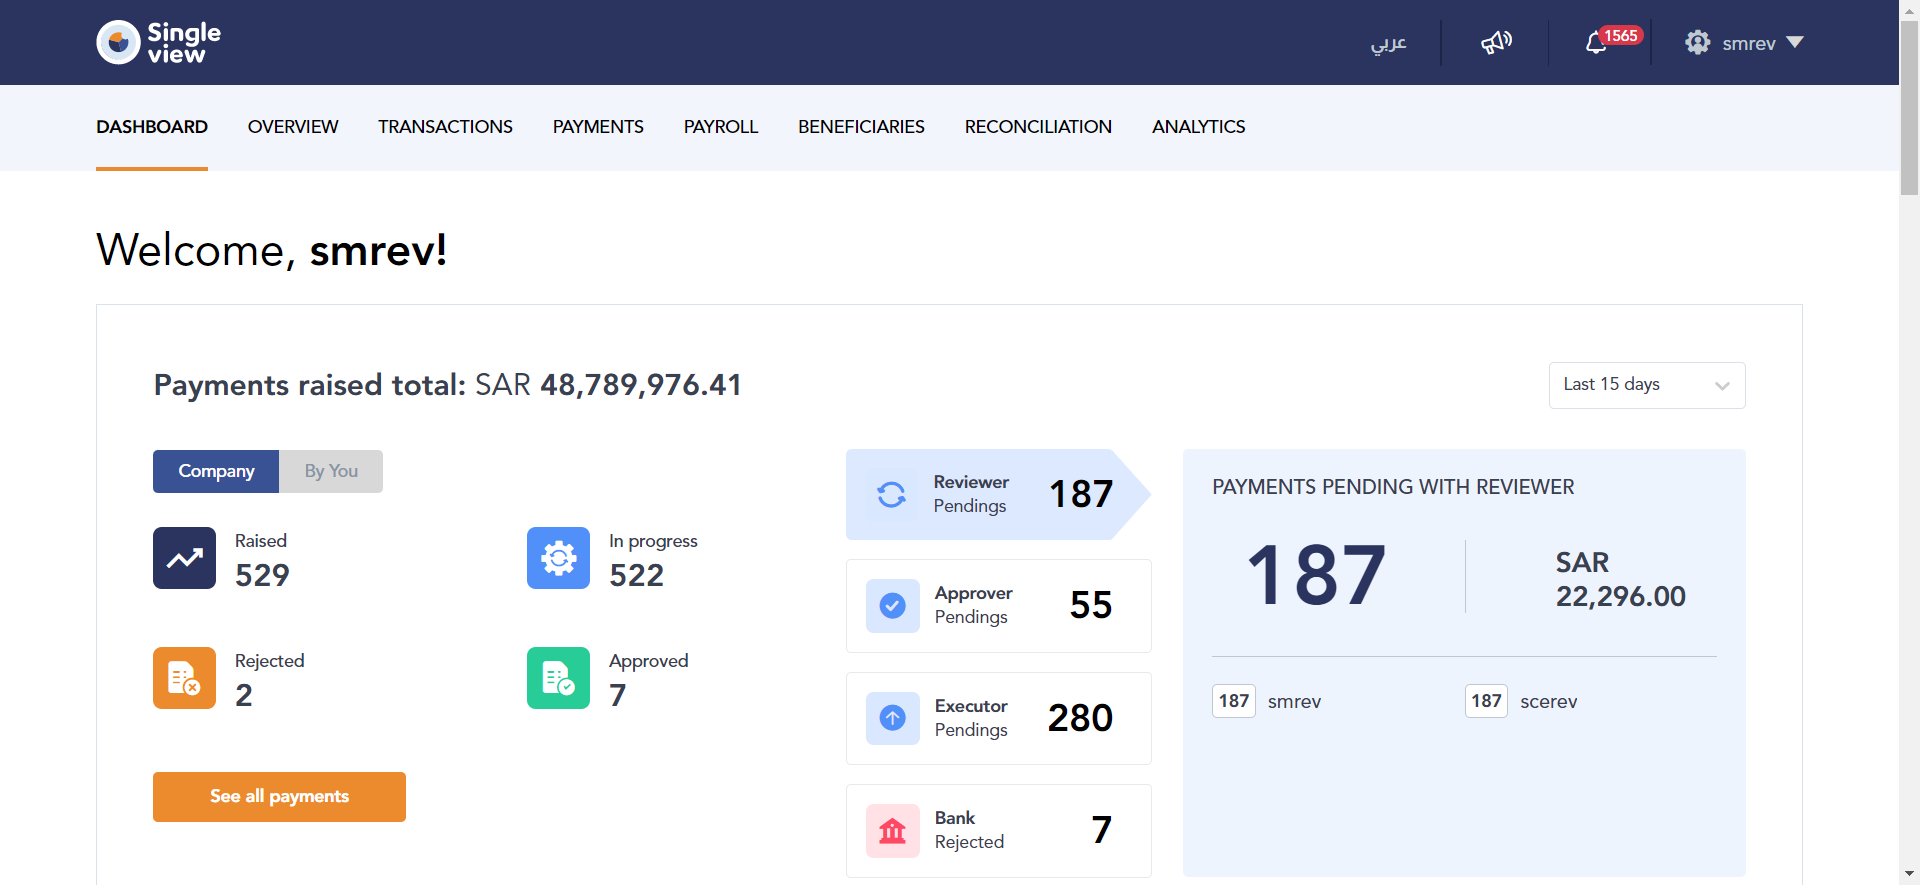 Single
view
عربي
1565
smrev
DASHBOARD OVERVIEW TRANSACTIONS PAYMENTS PAYROLL BENEFICIARIES RECONCILIATION ANALYTICS
Welcome, smrev!
Payments raised total: SAR 48,789,976.41
Last 15 days
Company By You
Raised
529
In progress
522
Rejected
2
Approved
7
See all payments
Reviewer
Pendings
187
Approver
Pendings
55
Executor
Pendings
280
Bank
Rejected
7
PAYMENTS PENDING WITH REVIEWER
187
SAR
22,296.00
187 smrev
187 scerev